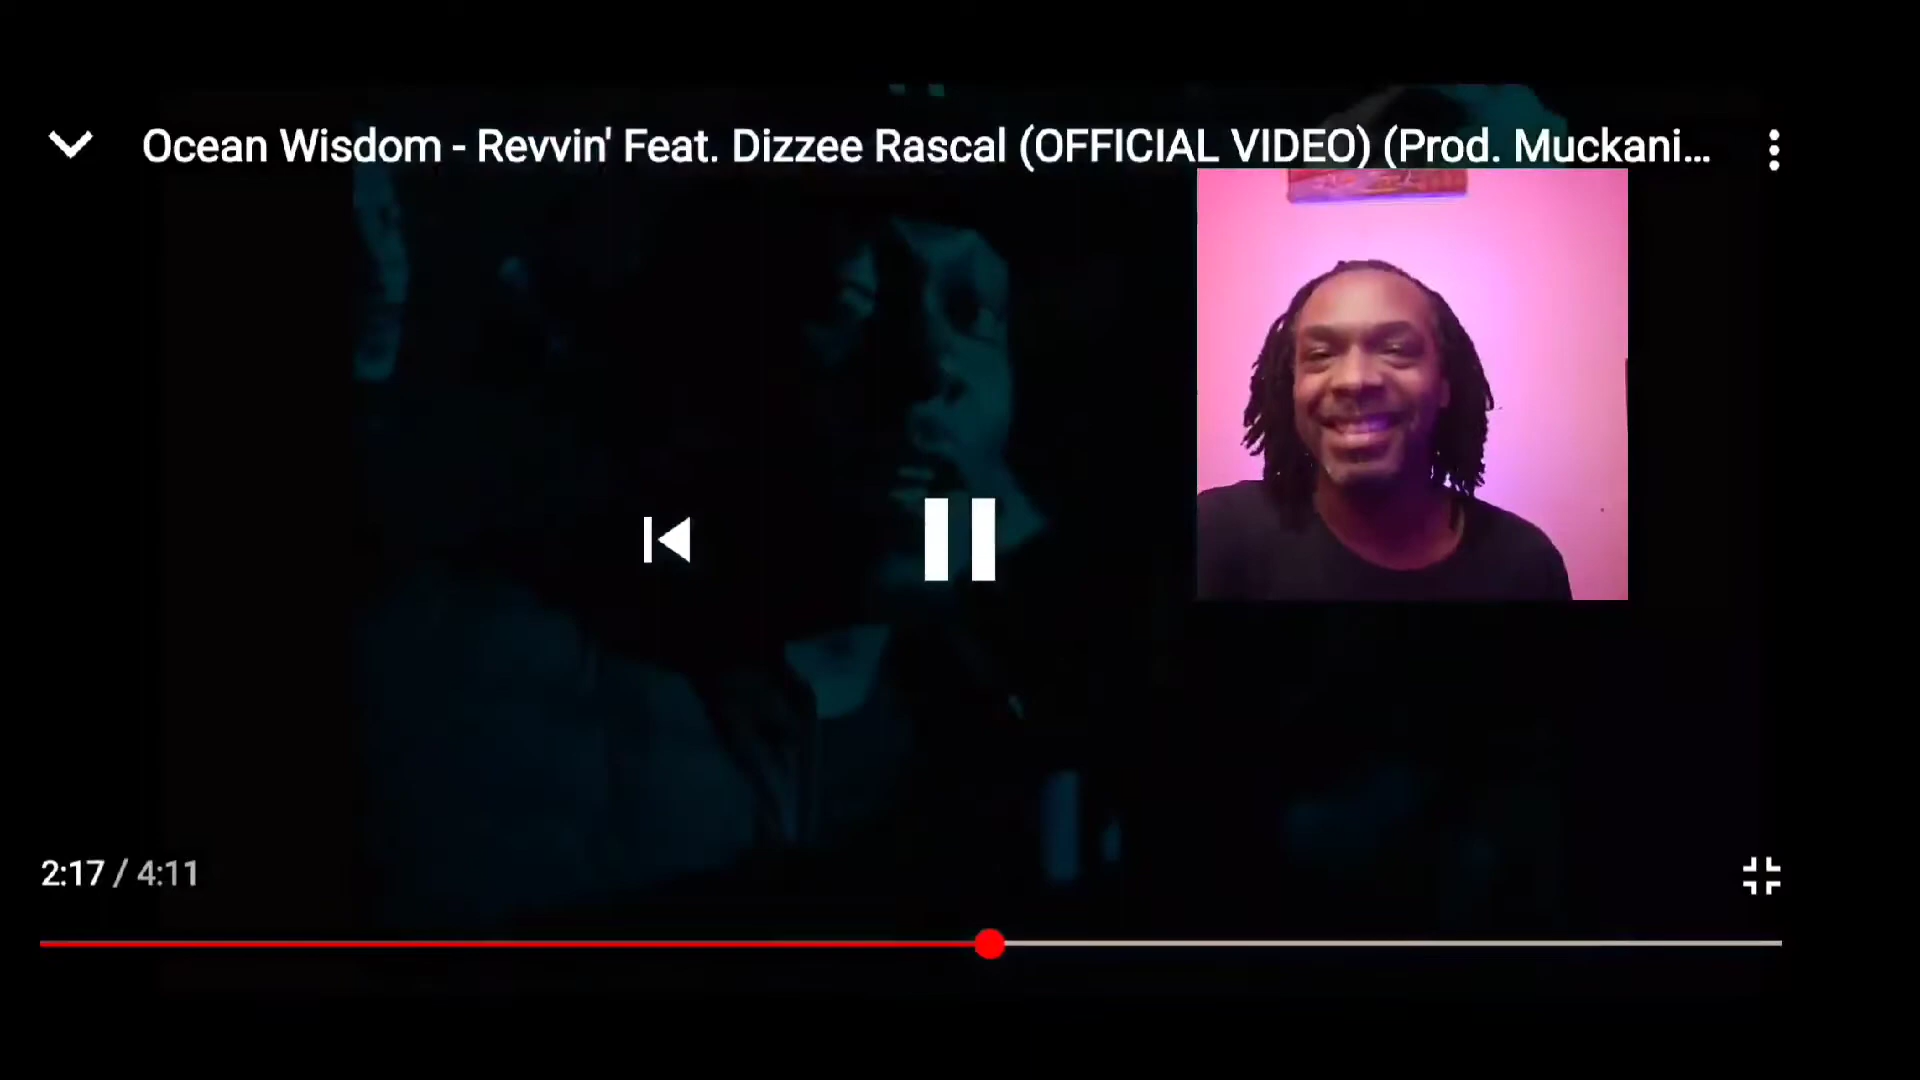 Ocean Wisdom - Revvin' Feat. Dizzee Rascal (OFFICIAL VIDEO) (Prod. Muckani...
2:17 / 4:11